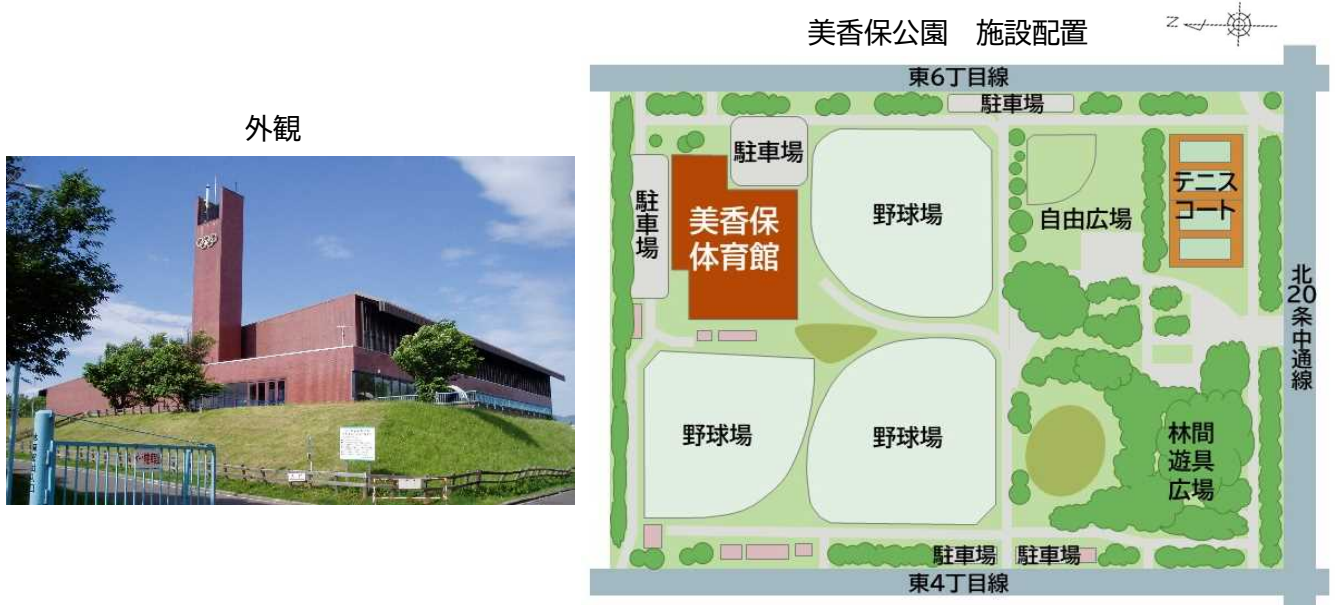 外観
美香保公園　施設配置
Z
東6丁目線
駐車場
駐車場
駐車場
美香保
体育館
野球場
自由広場
テニス
コート
北20条中通線
野球場
野球場
林間
遊具
広場
駐車場
駐車場
東4丁目線